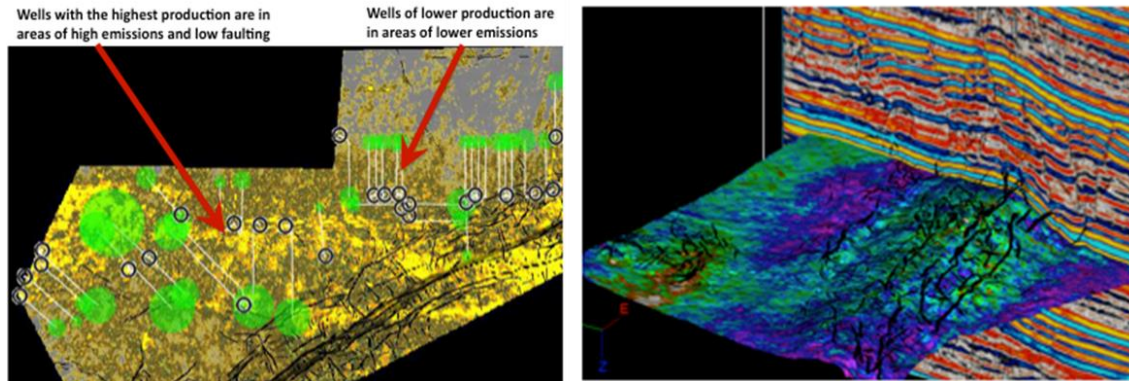 Wells with the highest production are in
areas of high emissions and low faulting
Wells of lower production are
in areas of lower emissions
E
Z